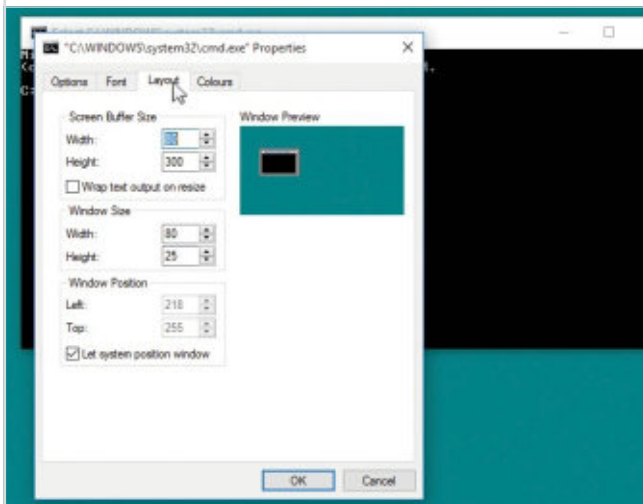 "C:\WINDOWS\system32\cmd.exe" Properties
Options Font Layout Colours
Screen Buffer Size
Width:
Height: 300
Wrap text output on resize
Window Size
Width: 80
Height: 25
Window Position
Left: 218
Top: 255
Let system position window
Window Preview
OK Cancel